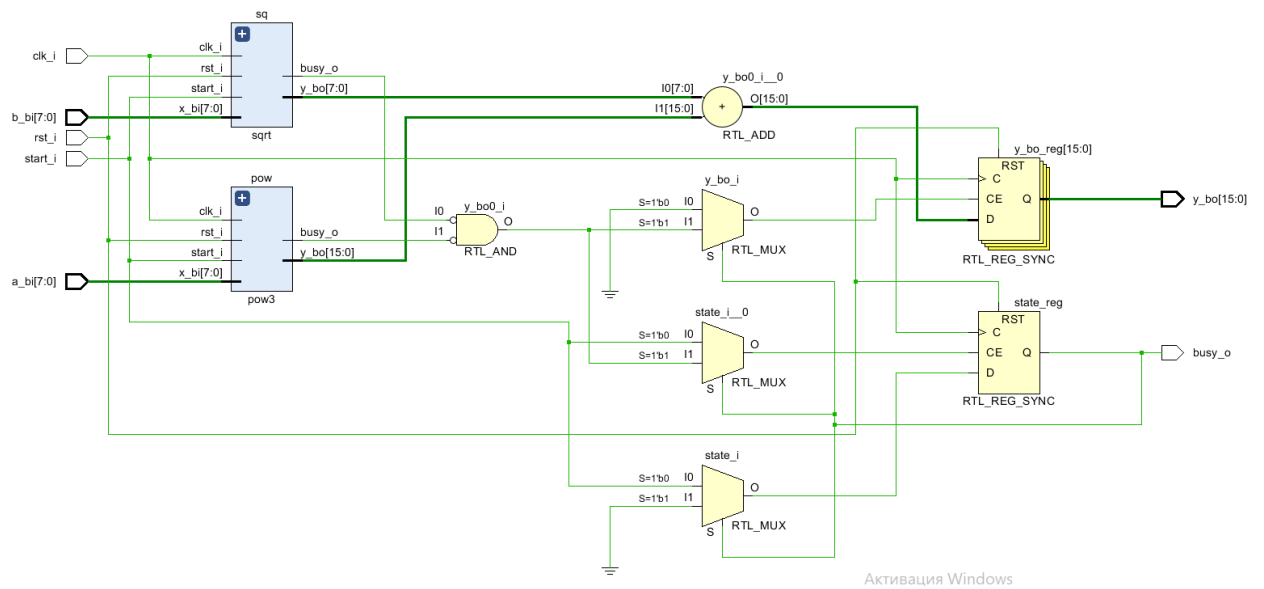 sq
clk_i
rst_i
start_i
x_bi[7:0]
busy_o
y_bo[7:0]
sqrt
clk_i
b_bi[7:0]
rst_i
start_i
a_bi[7:0]
pow
clk_i
rst_i
start_i
x_bi[7:0]
busy_o
y_bo[15:0]
pow3
y_bo0_i
I0
I1
O
RTL_AND
y_bo0_i__0
I0[7:0]
I1[15:0]
O[15:0]
+
RTL_ADD
y_bo_i
S=1'b0 I0
S=1'b1 I1
O
S
RTL_MUX
state_i__0
S=1'b0 I0
S=1'b1 I1
O
S
RTL_MUX
state_i
S=1'b0 I0
S=1'b1 I1
O
S
RTL_MUX
y_bo_reg[15:0]
RST
C
CE Q
D
RTL_REG_SYNC
y_bo[15:0]
state_reg
RST
C
CE Q
D
RTL_REG_SYNC
busy_o
Активация Windows